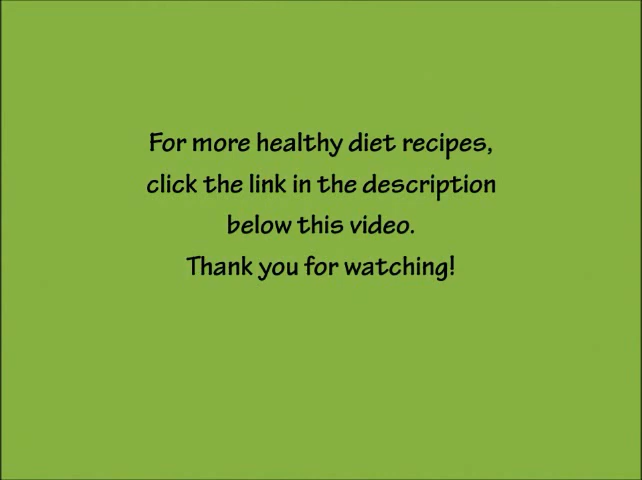 For more healthy diet recipes,
click the link in the description
below this video.
Thank you for watching!